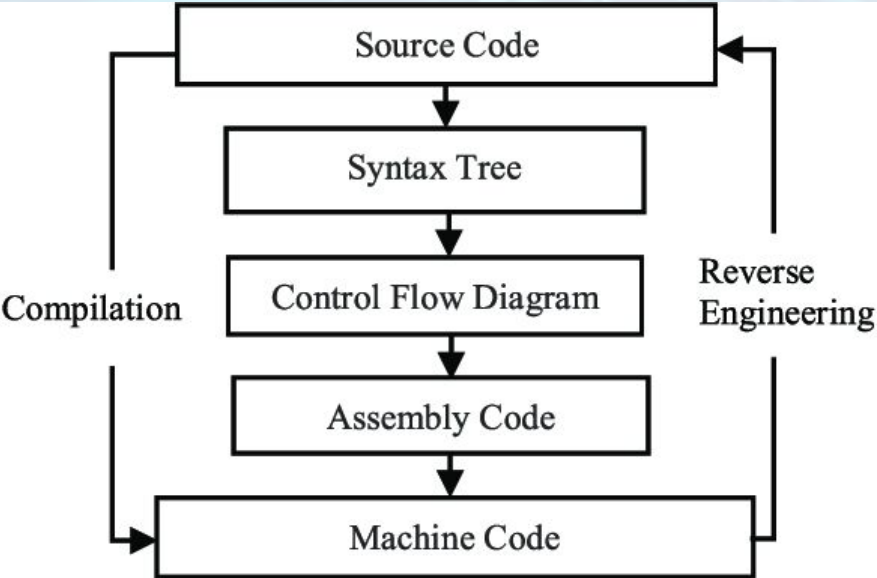 Source Code
Syntax Tree
Control Flow Diagram
Assembly Code
Machine Code
Compilation
Reverse
Engineering